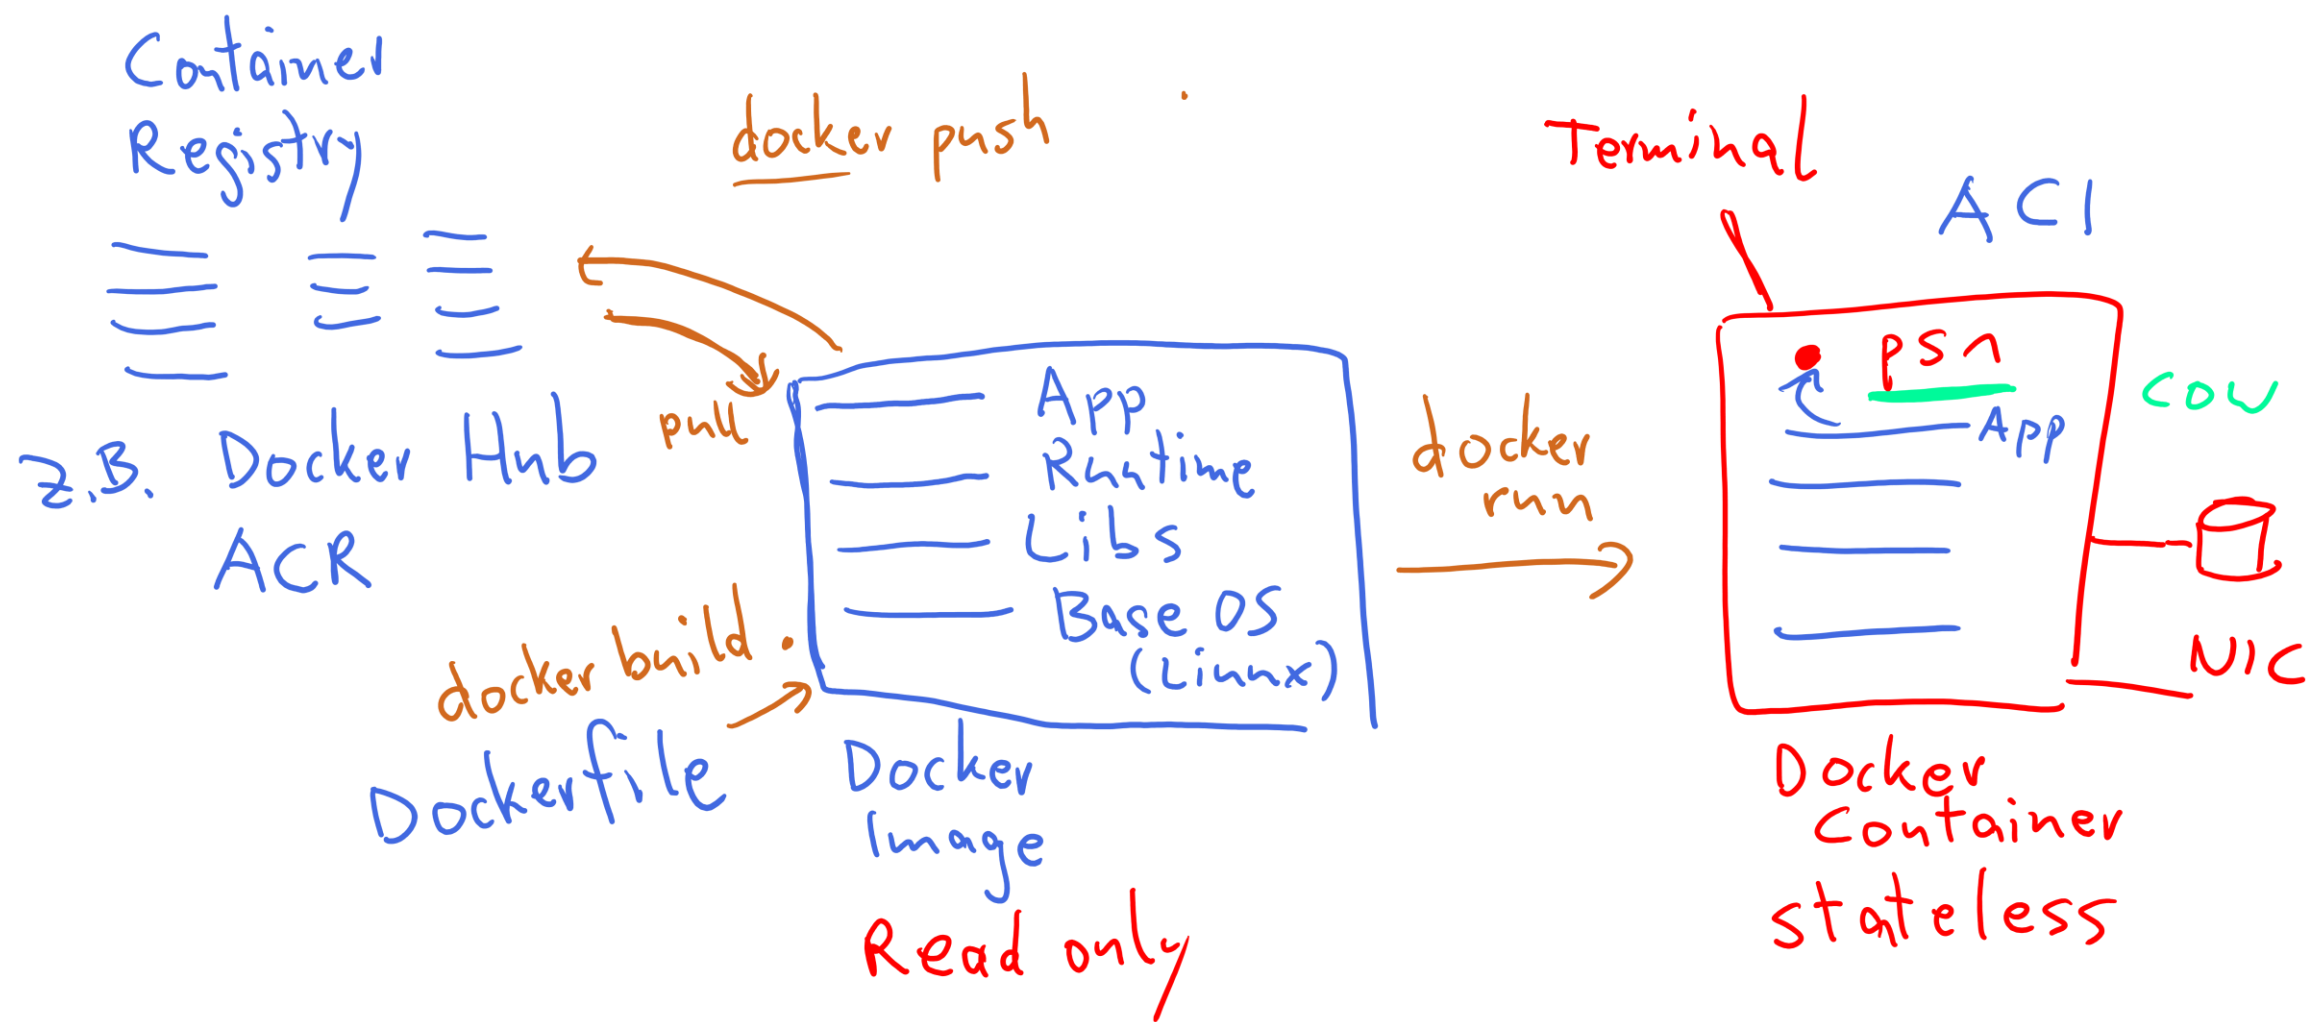 Container
Registry
z.B. Docker Hub
ACR
docker push
pull
docker build .
Dockerfile
App
Runtime
Libs
Base OS
(Linux)
Docker
Image
Read only
docker
run
Terminal
ACI
COW
App
NIC
Docker
Container
stateless